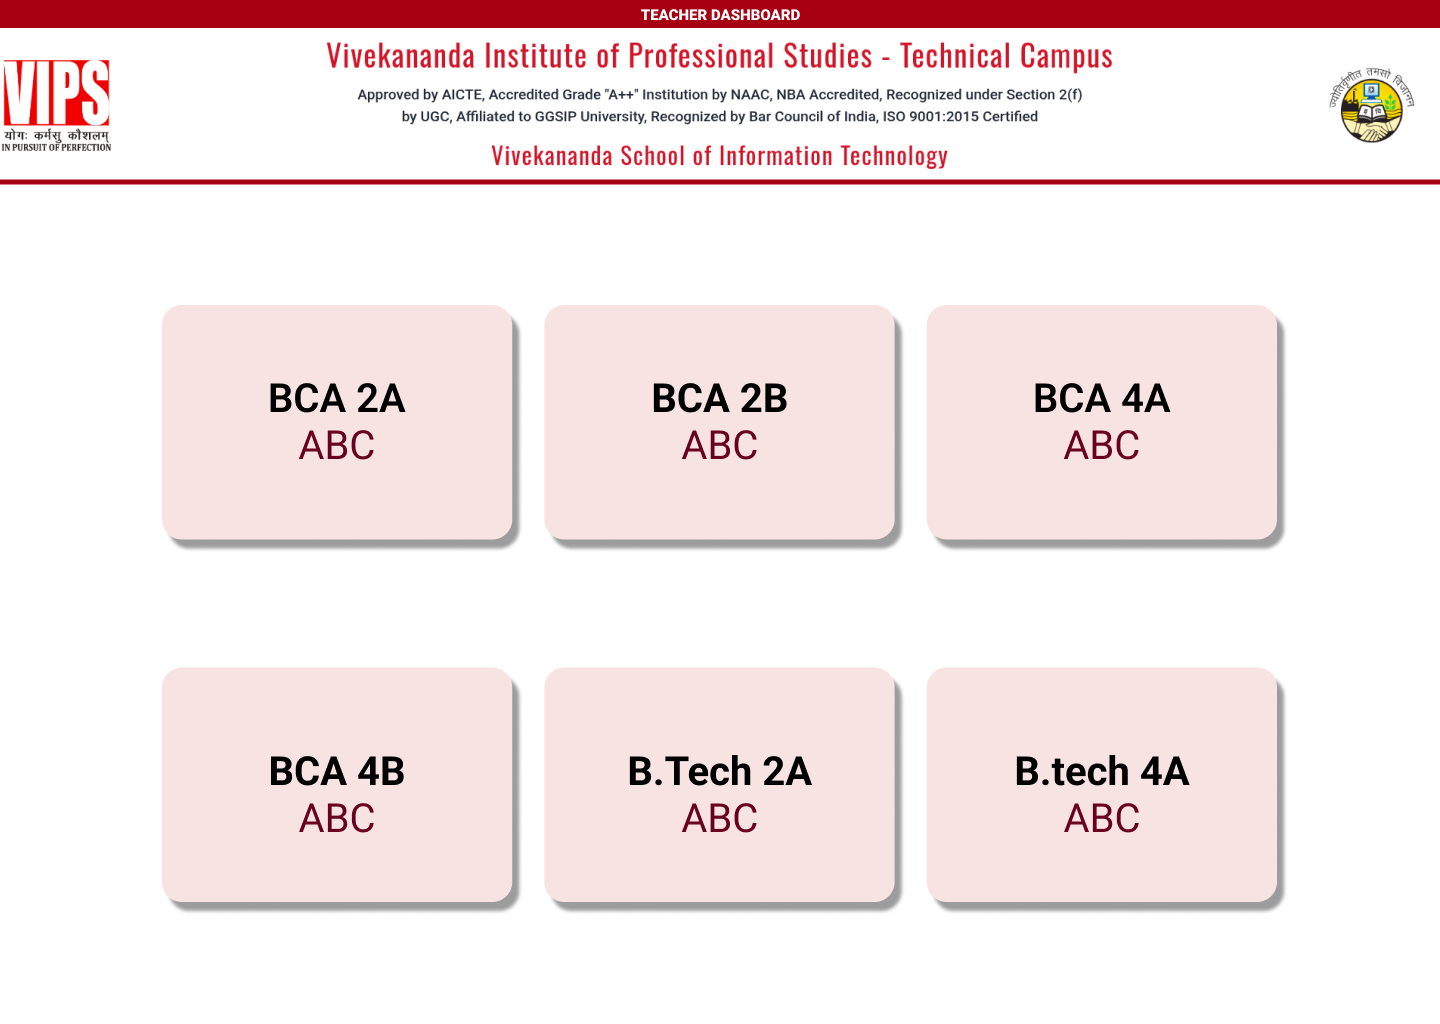 TEACHER DASHBOARD
Vivekananda Institute of Professional Studies - Technical Campus
Approved by AICTE, Accredited Grade "A++" Institution by NAAC, NBA Accredited, Recognized under Section 2(f)
by UGC, Affiliated to GGSIP University, Recognized by Bar Council of India, ISO 9001:2015 Certified
Vivekananda School of Information Technology
VIPS
योगः कर्मसु कौशलम्
IN PURSUIT OF PERFECTION
BCA 2A
ABC
BCA 2B
ABC
BCA 4A
ABC
BCA 4B
ABC
B.Tech 2A
ABC
B.tech 4A
ABC